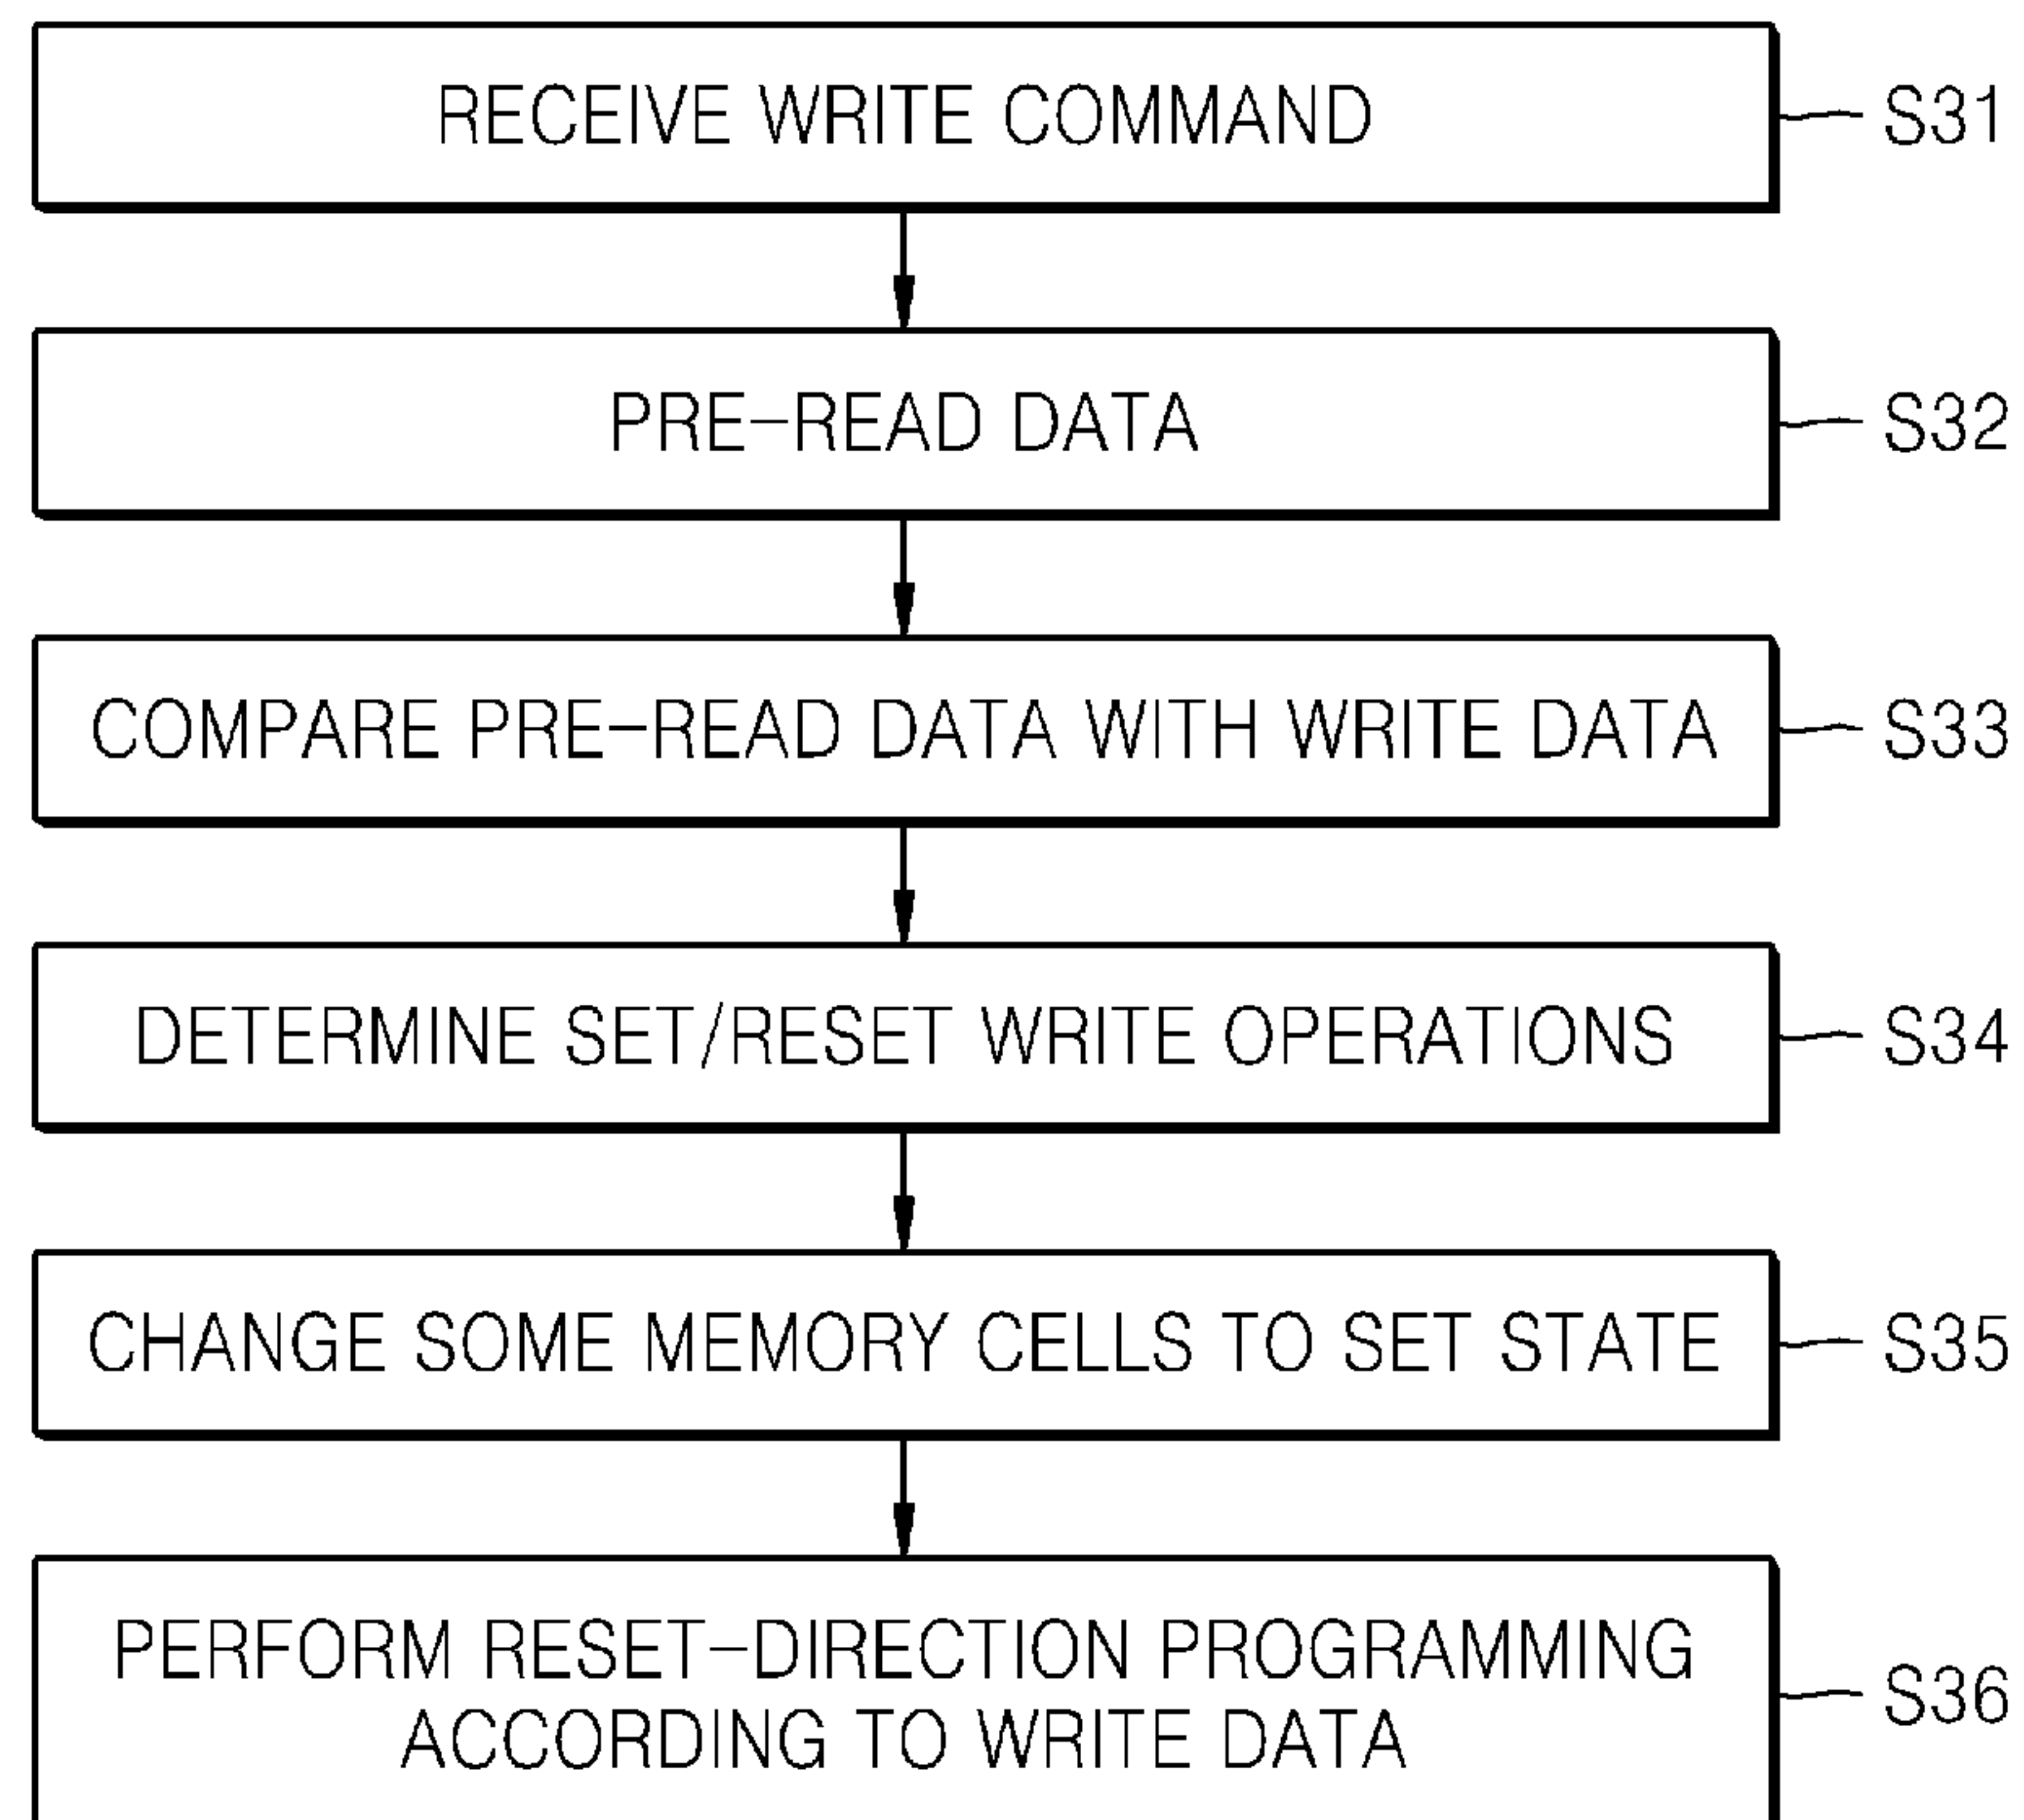 RECEIVE WRITE COMMAND S31
PRE-READ DATA S32
COMPARE PRE-READ DATA WITH WRITE DATA S33
DETERMINE SET/RESET WRITE OPERATIONS S34
CHANGE SOME MEMORY CELLS TO SET STATE S35
PERFORM RESET-DIRECTION PROGRAMMING
ACCORDING TO WRITE DATA S36